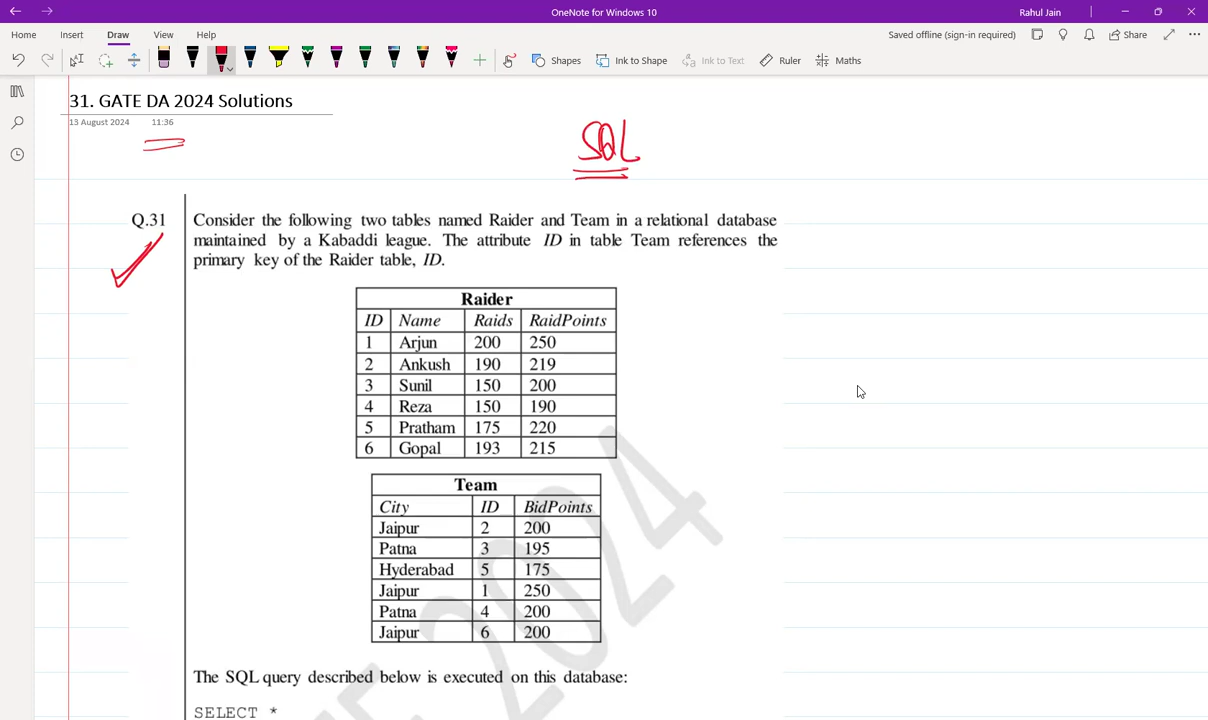 OneNote for Windows 10
Rahul Jain
Home Insert Draw View Help
Saved offline (sign-in required)
Share
Shapes
Ink to Shape
Ink to Text
Ruler
Maths
31. GATE DA 2024 Solutions
13 August 2024 11:36
SQL
Q.31
Consider the following two tables named Raider and Team in a relational database
maintained by a Kabaddi league. The attribute ID in table Team references the
primary key of the Raider table, ID.
Raider
ID Name Raids RaidPoints
1 Arjun 200 250
2 Ankush 190 219
3 Sunil 150 200
4 Reza 150 190
5 Pratham 175 220
6 Gopal 193 215
Team
City ID BidPoints
Jaipur 2 200
Patna 3 195
Hyderabad 5 175
Jaipur 1 250
Patna 4 200
Jaipur 6 200
The SQL query described below is executed on this database:
SELECT *
2024